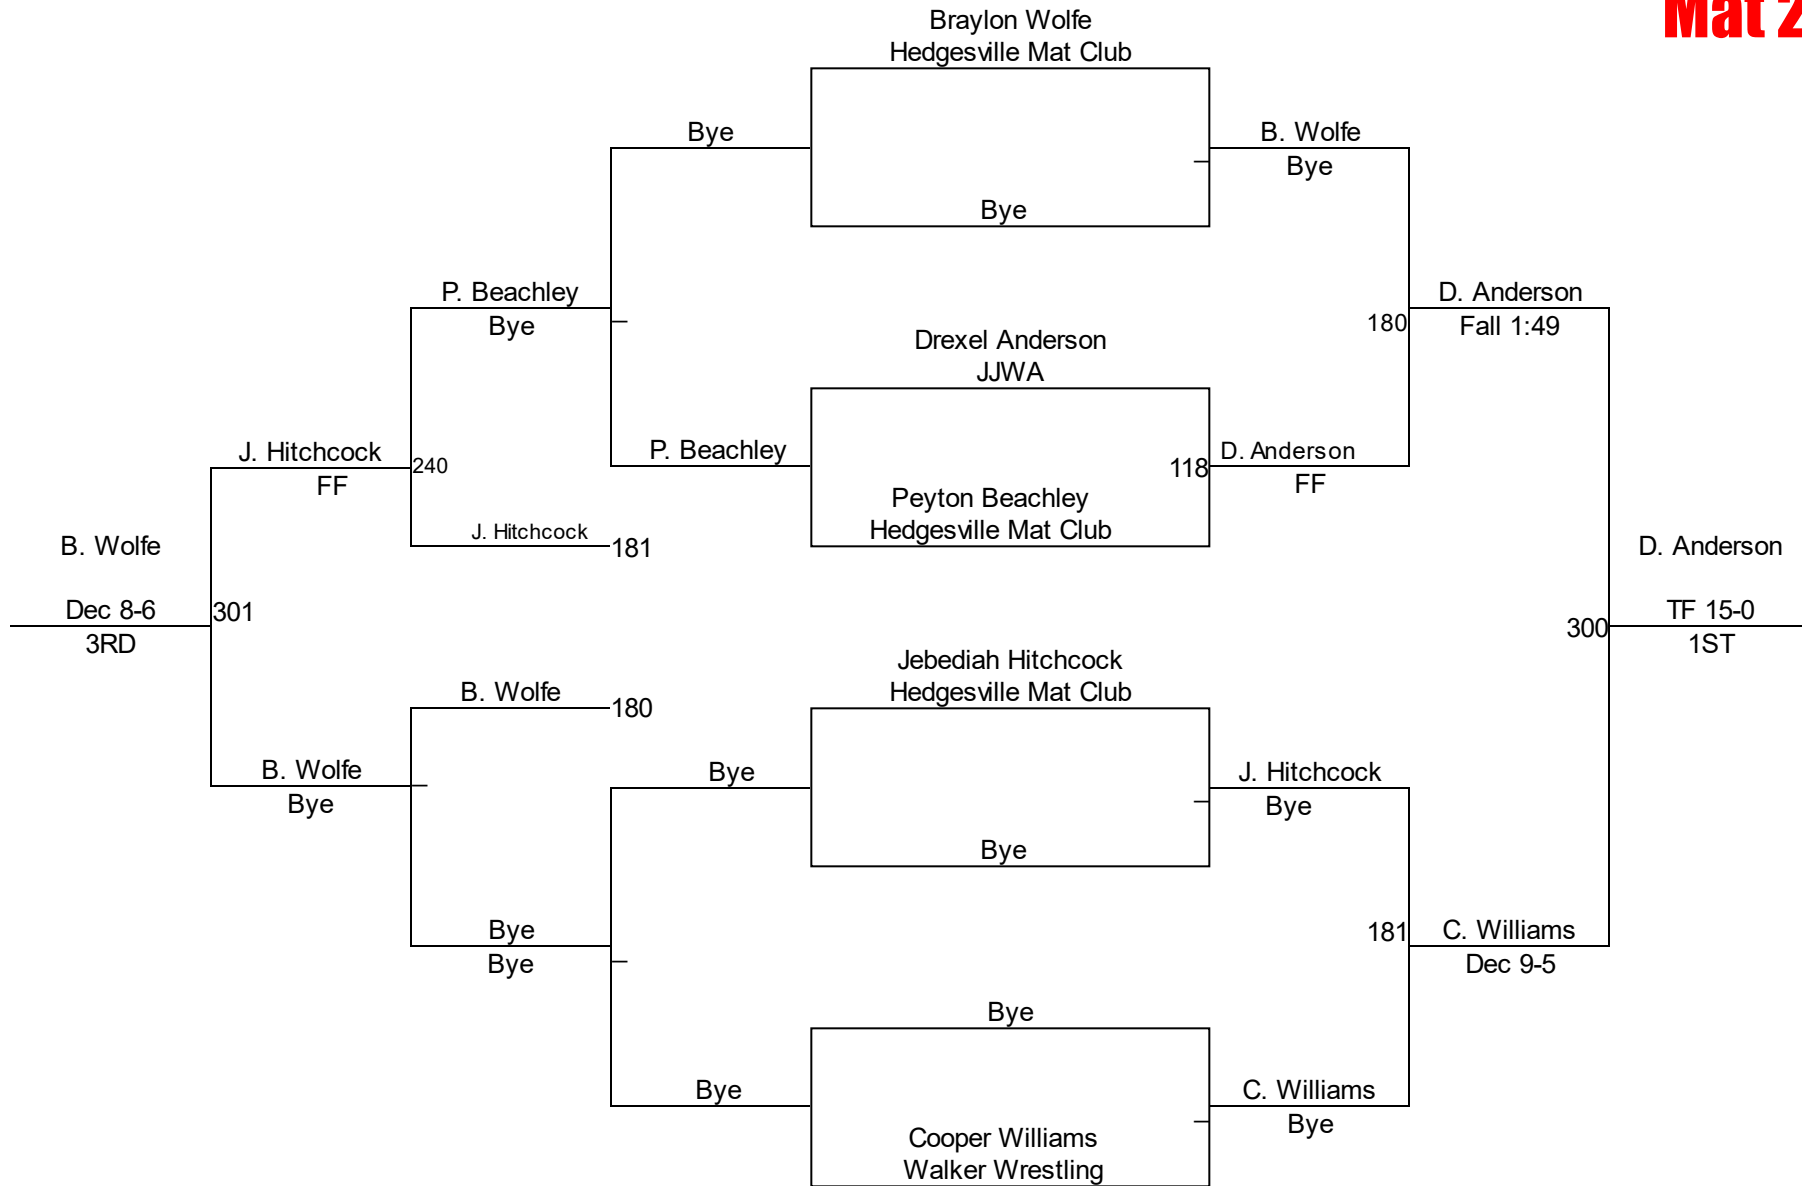 Mat 2
Braylon Wolfe
Hedgesville Mat Club
Bye
B. Wolfe
Bye
Bye
P. Beachley
Bye
D. Anderson
Fall 1:49
180
Drexel Anderson
JJWA
J. Hitchcock
FF
240
P. Beachley
118
D. Anderson
FF
Peyton Beachley
Hedgesville Mat Club
J. Hitchcock
181
B. Wolfe
Dec 8-6
3RD
301
D. Anderson
TF 15-0
1ST
300
Jebediah Hitchcock
Hedgesville Mat Club
B. Wolfe
180
B. Wolfe
Bye
Bye
J. Hitchcock
Bye
Bye
Bye
Bye
181
C. Williams
Dec 9-5
Bye
Bye
C. Williams
Bye
Cooper Williams
Walker Wrestling